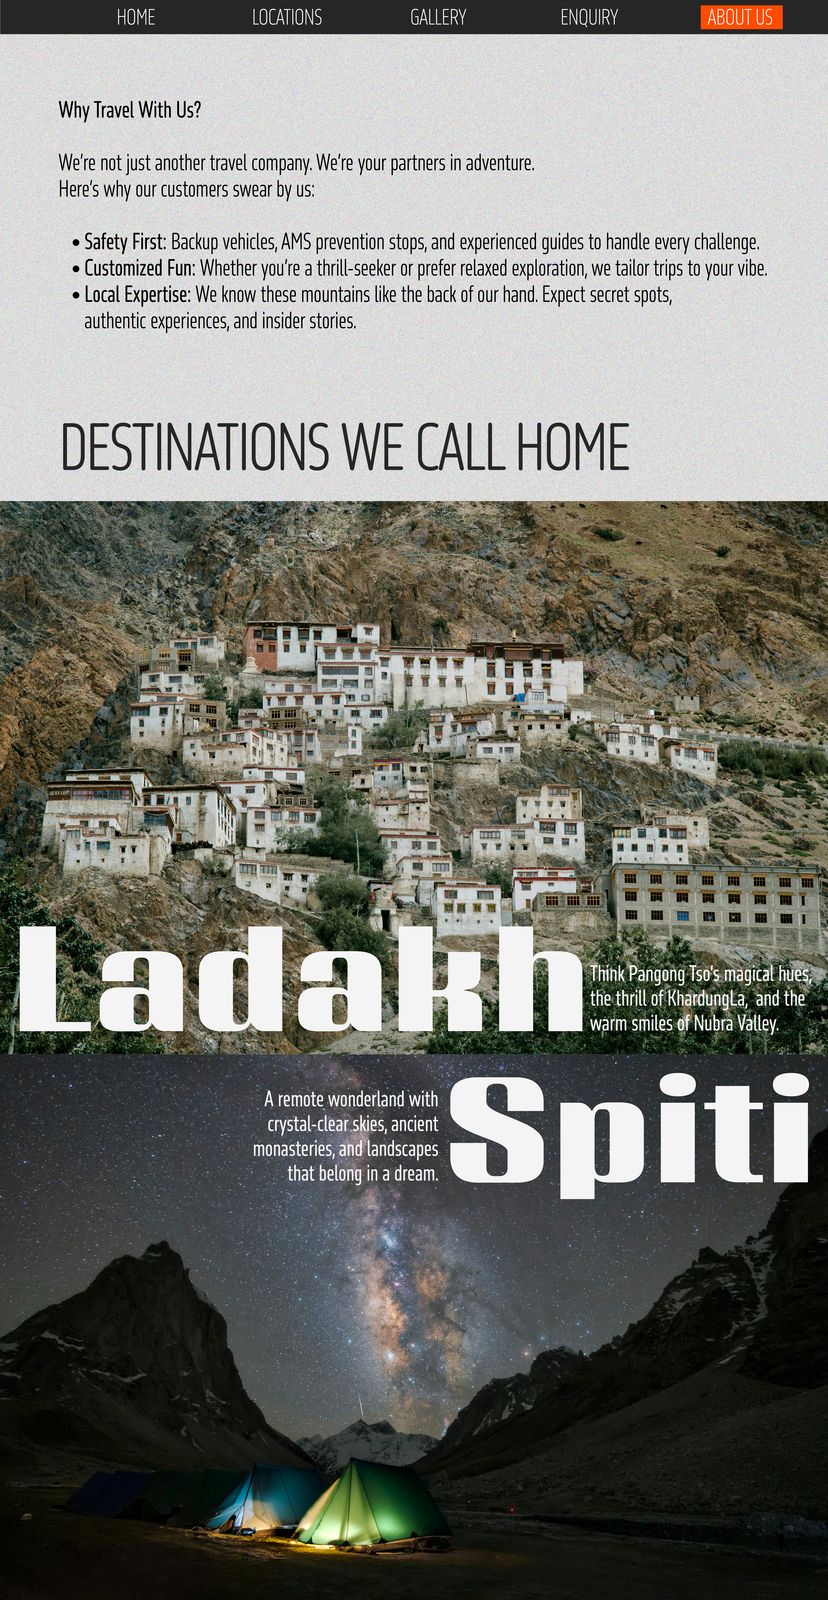 HOME LOCATIONS GALLERY ENQUIRY ABOUT US
Why Travel With Us?
We're not just another travel company. We're your partners in adventure.
Here's why our customers swear by us:
• Safety First: Backup vehicles, AMS prevention stops, and experienced guides to handle every challenge.
• Customized Fun: Whether you're a thrill-seeker or prefer relaxed exploration, we tailor trips to your vibe.
• Local Expertise: We know these mountains like the back of our hand. Expect secret spots,
authentic experiences, and insider stories.
DESTINATIONS WE CALL HOME
Ladakh
Think Pangong Tso's magical hues,
the thrill of KhardungLa, and the
warm smiles of Nubra Valley.
A remote wonderland with
crystal-clear skies, ancient
monasteries, and landscapes
that belong in a dream.
Spiti